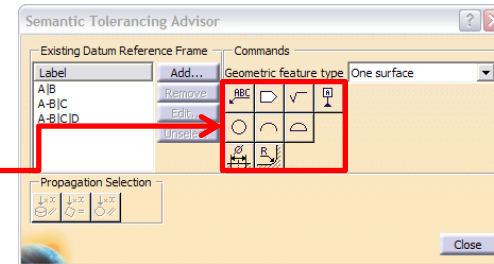 Semantic Tolerancing Advisor
Existing Datum Reference Frame
Commands
Label
Add...
Geometric feature type
One surface
A|B
Remove
ABC
A
A-B|C
Edit...
A-B|C|D
Unsele
Ø
R
Propagation Selection
Close